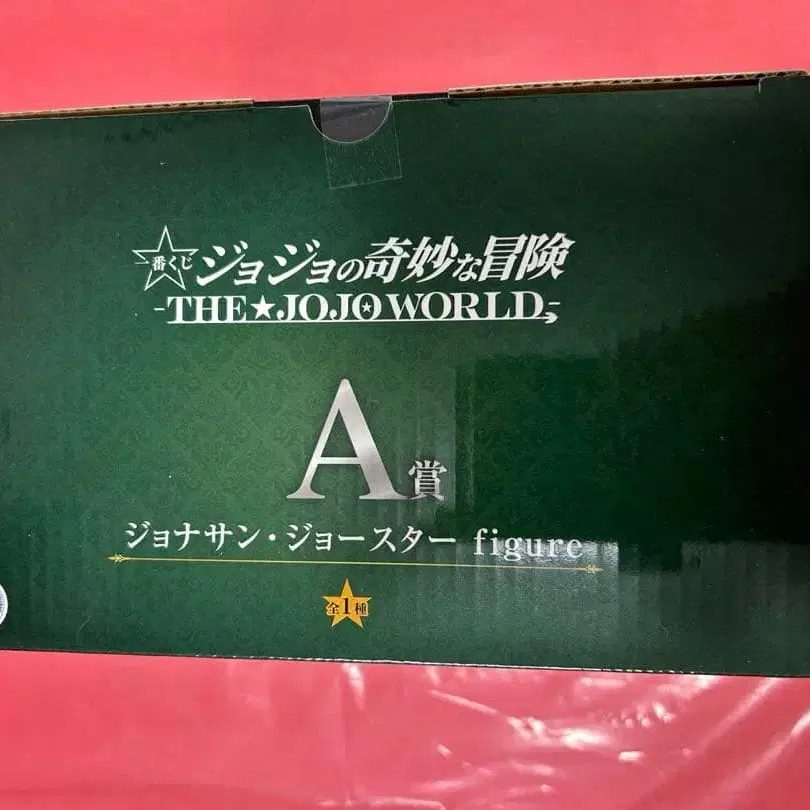 一番くじ ジョジョの奇妙な冒険
-THE★JOJO WORLD-
A賞
ジョナサン・ジョースター figure
全1種